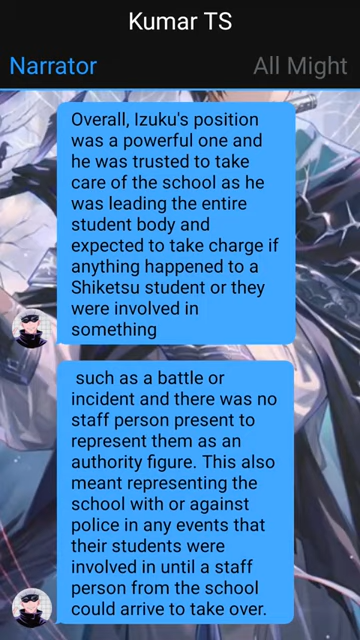 Kumar TS
Narrator
All Might
Overall, Izuku's position
was a powerful one and
he was trusted to take
care of the school as he
was leading the entire
student body and
expected to take charge if
anything happened to a
Shiketsu student or they
were involved in
something
such as a battle or
incident and there was no
staff person present to
represent them as an
authority figure. This also
meant representing the
school with or against
police in any events that
their students were
involved in until a staff
person from the school
could arrive to take over.